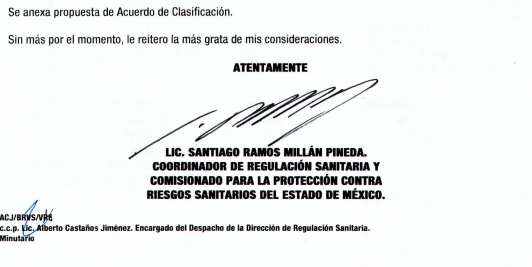 Se anexa propuesta de Acuerdo de Clasificación.
Sin más por el momento, le reitero la más grata de mis consideraciones.
ATENTAMENTE
LIC. SANTIAGO RAMOS MILLÁN PINEDA.
COORDINADOR DE REGULACIÓN SANITARIA Y
COMISIONADO PARA LA PROTECCIÓN CONTRA
RIESGOS SANITARIOS DEL ESTADO DE MÉXICO.
ACJ/BRVS/VRE
c.c.p. Lic. Alberto Castaños Jiménez. Encargado del Despacho de la Dirección de Regulación Sanitaria.
Minutario